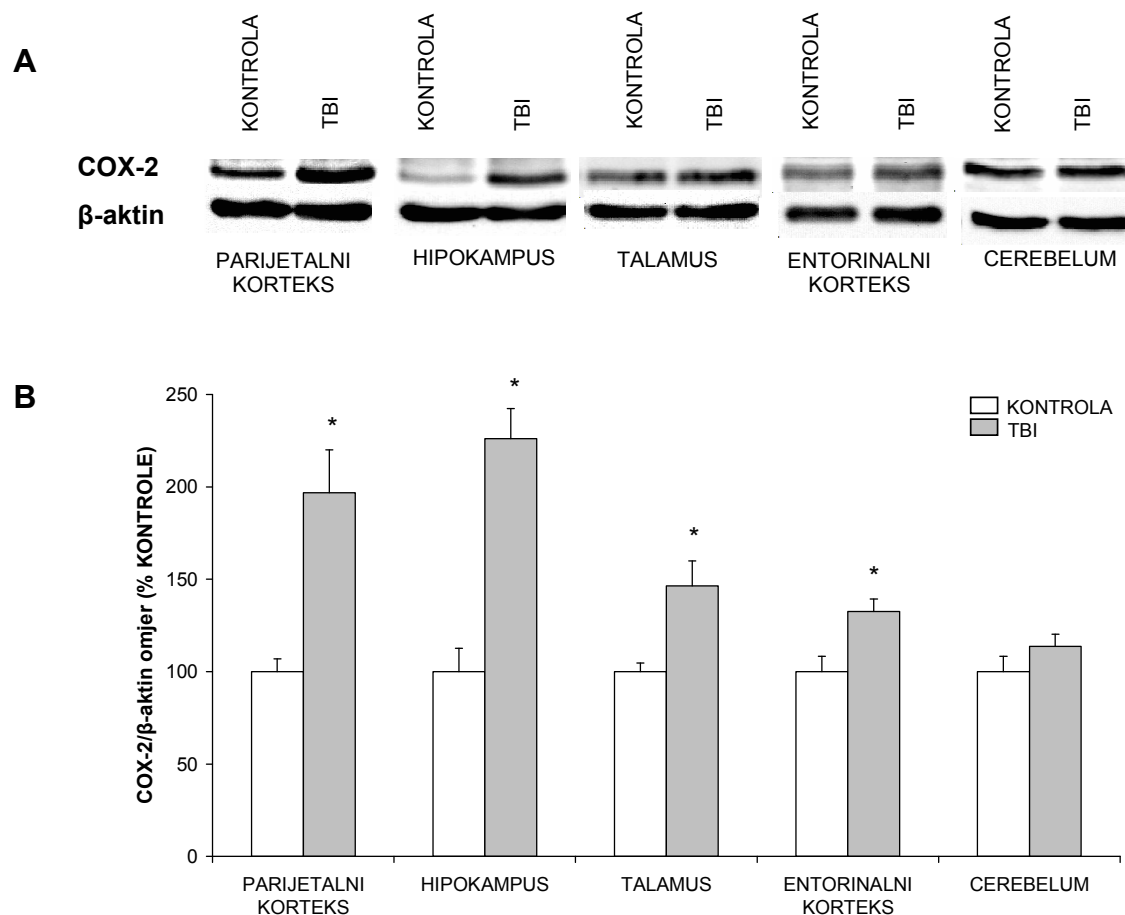 A
KONTROLA
TBI
KONTROLA
TBI
KONTROLA
TBI
KONTROLA
TBI
KONTROLA
TBI
COX-2
β-aktin
PARIJETALNI
KORTEKS
HIPOKAMPUS
TALAMUS
ENTORINALNI
KORTEKS
CEREBELUM
B
COX-2/β-aktin omjer (% KONTROLE)
250
200
150
100
50
0
*
*
*
*
KONTROLA
TBI
PARIJETALNI
KORTEKS
HIPOKAMPUS
TALAMUS
ENTORINALNI
KORTEKS
CEREBELUM